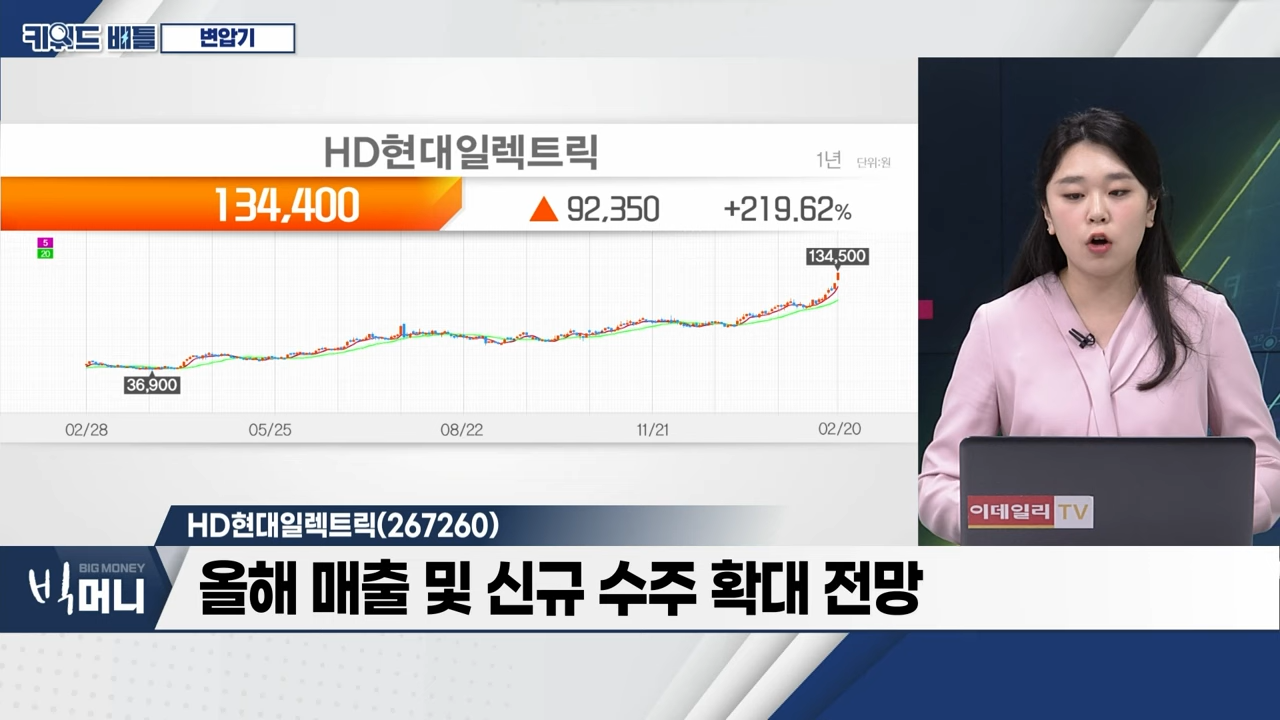 키워드 배틀 변압기
HD현대일렉트릭
1년 단위:원
134,400 ▲ 92,350 +219.62%
5
20
134,500
36,900
02/28 05/25 08/22 11/21 02/20
이데일리 TV
HD현대일렉트릭(267260)
BIG MONEY
빅머니
올해 매출 및 신규 수주 확대 전망